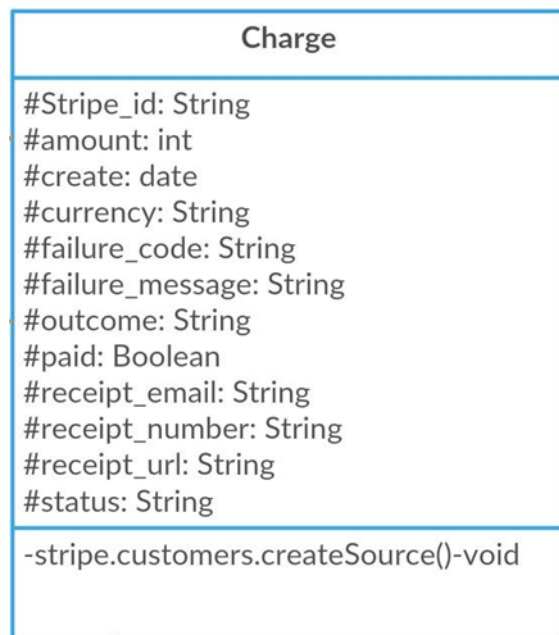 Charge
#Stripe_id: String
#amount: int
#create: date
#currency: String
#failure_code: String
#failure_message: String
#outcome: String
#paid: Boolean
#receipt_email: String
#receipt_number: String
#receipt_url: String
#status: String
-stripe.customers.createSource()-void